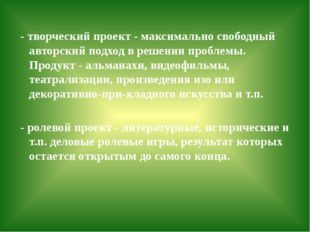 - творческий проект - максимально свободный
авторский подход в решении проблемы.
Продукт - альманахи, видеофильмы,
театрализации, произведения изо или
декоративно-при-кладного искусства и т.п.
- ролевой проект - литературные, исторические и
т.п. деловые ролевые игры, результат которых
остается открытым до самого конца.